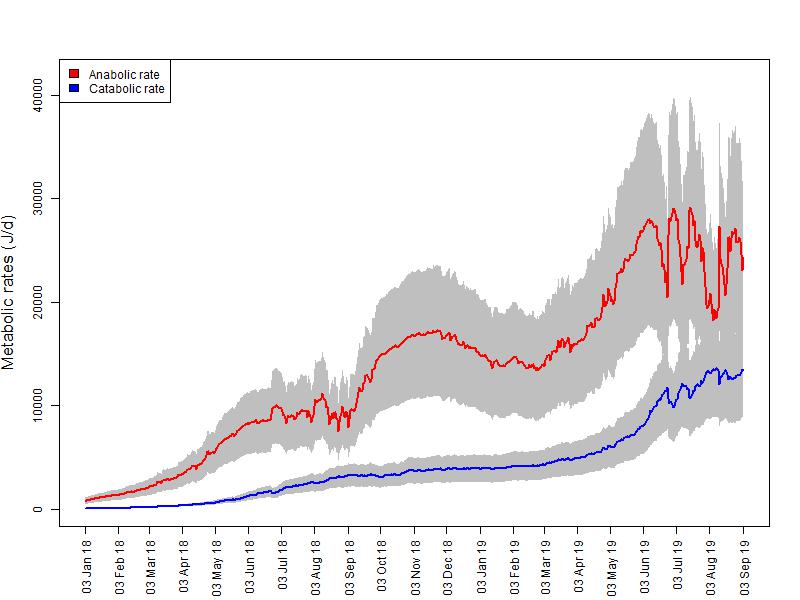 Anabolic rate
Catabolic rate
Metabolic rates (J/d)
40000
30000
20000
10000
0
03 Jan 18
03 Feb 18
03 Mar 18
03 Apr 18
03 May 18
03 Jun 18
03 Jul 18
03 Aug 18
03 Sep 18
03 Oct 18
03 Nov 18
03 Dec 18
03 Jan 19
03 Feb 19
03 Mar 19
03 Apr 19
03 May 19
03 Jun 19
03 Jul 19
03 Aug 19
03 Sep 19